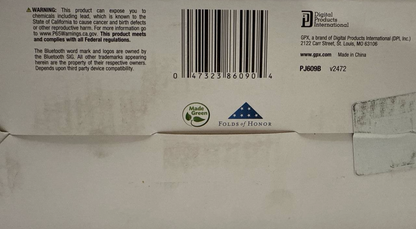 ⚠ WARNING: This product can expose you to
chemicals including lead, which is known to the
State of California to cause cancer and birth defects
or other reproductive harm. For more information go
to www.P65Warnings.ca.gov. This product meets
and complies with all Federal regulations.
The Bluetooth word mark and logos are owned by
the Bluetooth SIG. All other trademarks appearing
herein are the property of their respective owners.
Depends upon third party device compatibility.
0 47323 86090 4
Made
Green
FOLDS of HONOR
Digital
Products
International
GPX, a brand of Digital Products International (DPI, Inc.)
2122 Carr Street, St. Louis, MO 63106
www.gpx.com Made in China
PJ609B v2472